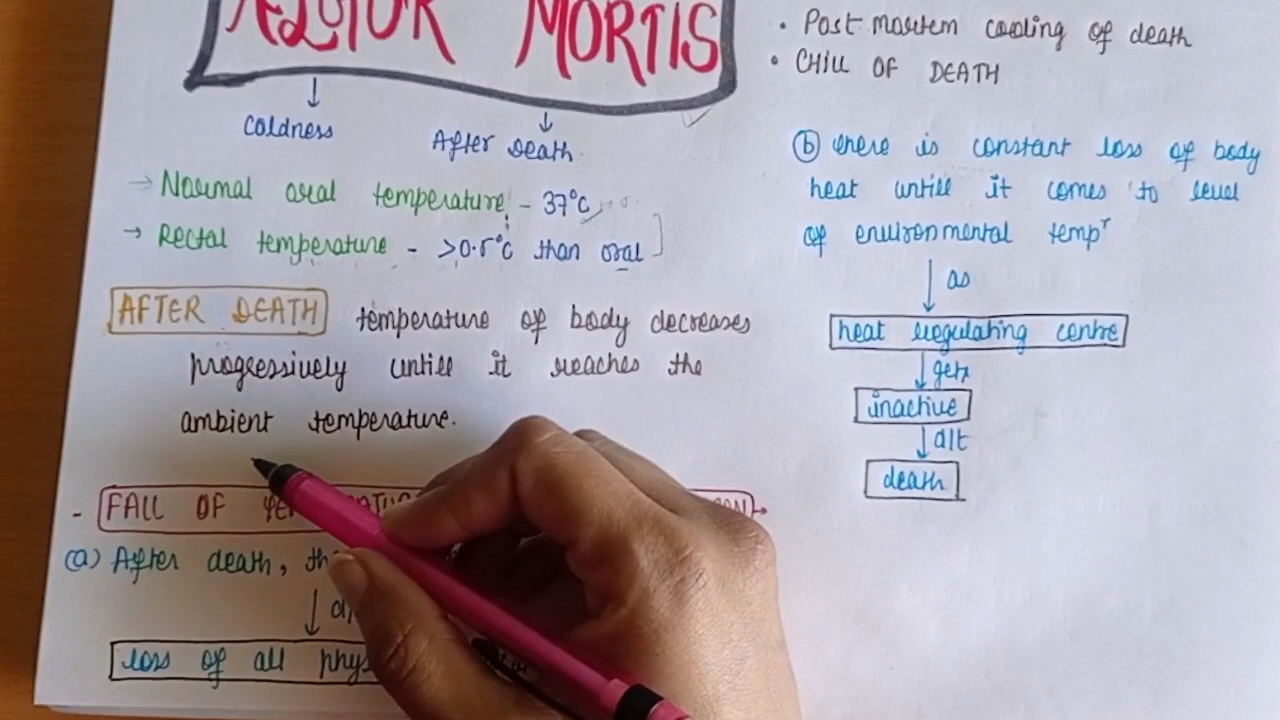 MORTIS
Coldness
After Death.
→ Normal oral temperature - 37°C
→ Rectal temperature - >0.5°C than oral
AFTER DEATH temperature of body decreases
progressively untill it reaches the
ambient temperature.
- FALL OF
(a) After death,
loss of all
• Post mortem cooling of death
• CHILL OF DEATH
(b) there is constant loss of body
heat untill it comes to level
of environmental tempr
as
heat regulating centre
gets
inactive
d/t
death